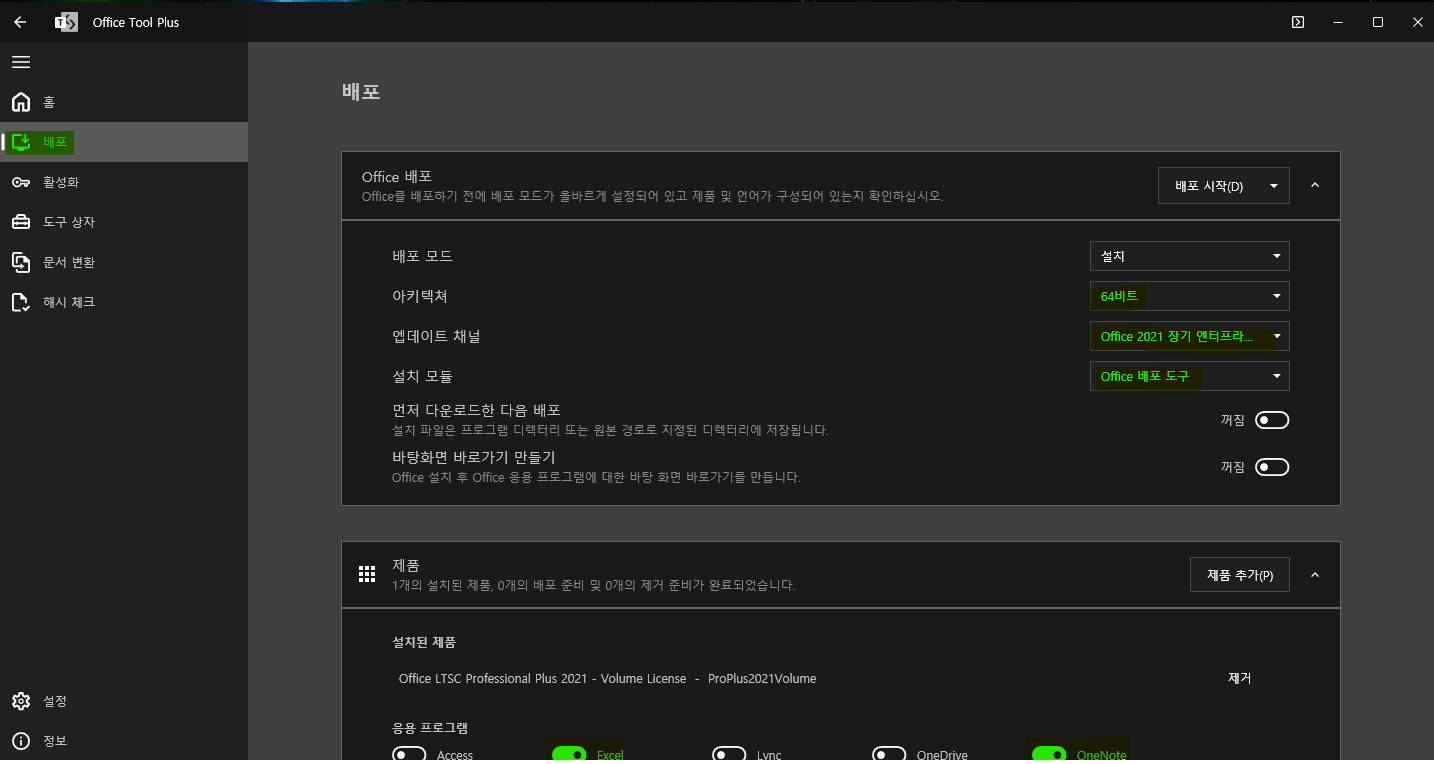 Office Tool Plus
홈
배포
활성화
도구 상자
문서 변환
해시 체크
설정
정보
배포
Office 배포
Office를 배포하기 전에 배포 모드가 올바르게 설정되어 있고 제품 및 언어가 구성되어 있는지 확인하십시오.
배포 시작(D)
배포 모드
설치
아키텍쳐
64비트
업데이트 채널
Office 2021 장기 엔터프라...
설치 모듈
Office 배포 도구
먼저 다운로드한 다음 배포
설치 파일은 프로그램 디렉터리 또는 원본 경로로 지정된 디렉터리에 저장됩니다.
꺼짐
바탕화면 바로가기 만들기
Office 설치 후 Office 응용 프로그램에 대한 바탕 화면 바로가기를 만듭니다.
꺼짐
제품
1개의 설치된 제품, 0개의 배포 준비 및 0개의 제거 준비가 완료되었습니다.
제품 추가(P)
설치된 제품
Office LTSC Professional Plus 2021 - Volume License - ProPlus2021Volume
제거
응용 프로그램
Access
Excel
Lync
OneDrive
OneNote